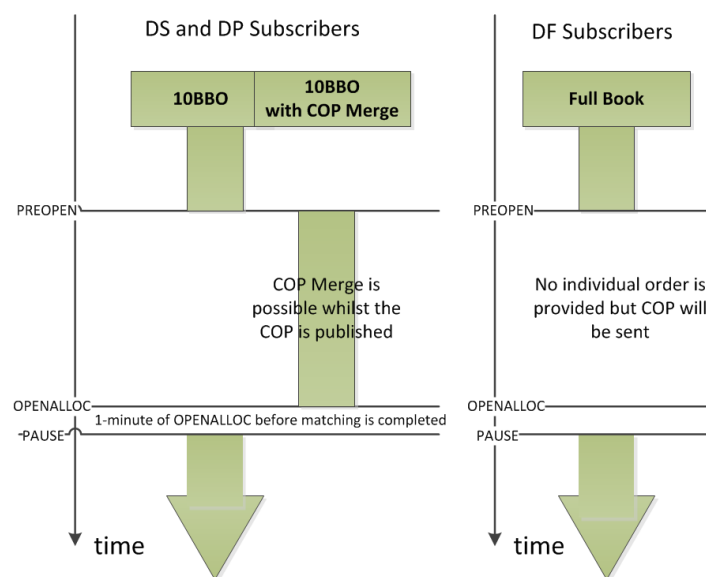 DS and DP Subscribers
10BBO
10BBO
with COP Merge
PREOPEN
COP Merge is
possible whilst the
COP is published
OPENALLOC
1-minute of OPENALLOC before matching is completed
PAUSE
time
DF Subscribers
Full Book
PREOPEN
No individual order is
provided but COP will
be sent
OPENALLOC
PAUSE
time